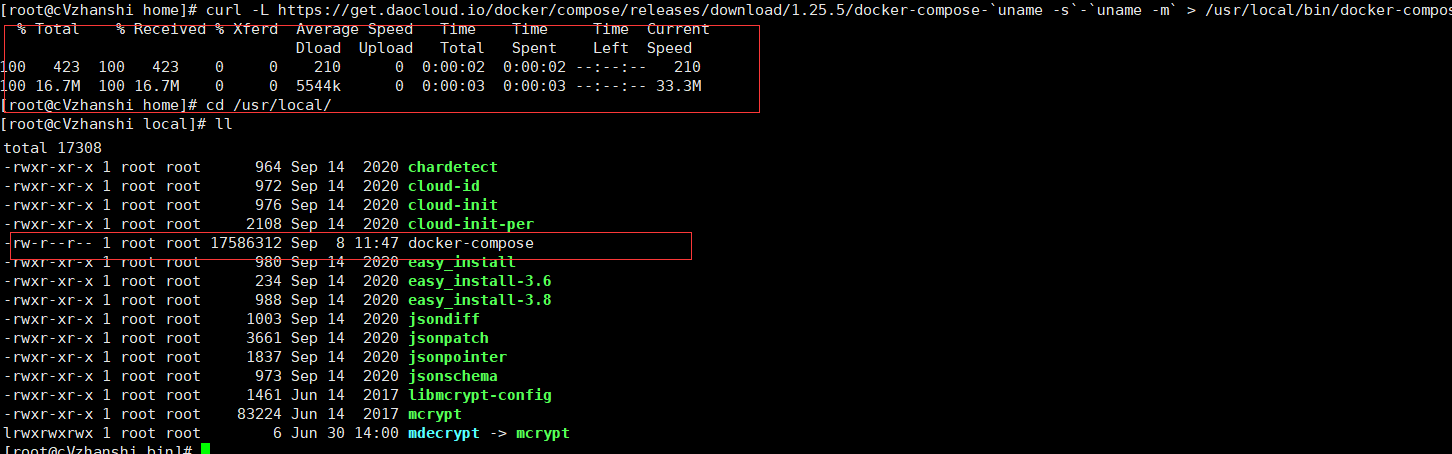 [root@cVzhanshi home]# curl -L https://get.daocloud.io/docker/compose/releases/download/1.25.5/docker-compose-`uname -s`-`uname -m` > /usr/local/bin/docker-compos
% Total % Received % Xferd Average Speed Time Time Time Current
Dload Upload Total Spent Left Speed
100 423 100 423 0 0 210 0 0:00:02 0:00:02 --:--:-- 210
100 16.7M 100 16.7M 0 0 5544k 0 0:00:03 0:00:03 --:--:-- 33.3M
[root@cVzhanshi home]# cd /usr/local/
[root@cVzhanshi local]# ll
total 17308
-rwxr-xr-x 1 root root 964 Sep 14 2020 chardetect
-rwxr-xr-x 1 root root 972 Sep 14 2020 cloud-id
-rwxr-xr-x 1 root root 976 Sep 14 2020 cloud-init
-rwxr-xr-x 1 root root 2108 Sep 14 2020 cloud-init-per
-rw-r--r-- 1 root root 17586312 Sep 8 11:47 docker-compose
-rwxr-xr-x 1 root root 980 Sep 14 2020 easy_install
-rwxr-xr-x 1 root root 234 Sep 14 2020 easy_install-3.6
-rwxr-xr-x 1 root root 988 Sep 14 2020 easy_install-3.8
-rwxr-xr-x 1 root root 1003 Sep 14 2020 jsondiff
-rwxr-xr-x 1 root root 3661 Sep 14 2020 jsonpatch
-rwxr-xr-x 1 root root 1837 Sep 14 2020 jsonpointer
-rwxr-xr-x 1 root root 973 Sep 14 2020 jsonschema
-rwxr-xr-x 1 root root 1461 Jun 14 2017 libmcrypt-config
-rwxr-xr-x 1 root root 83224 Jun 14 2017 mcrypt
lrwxrwxrwx 1 root root 6 Jun 30 14:00 mdecrypt -> mcrypt
[root@cVzhanshi bin]#